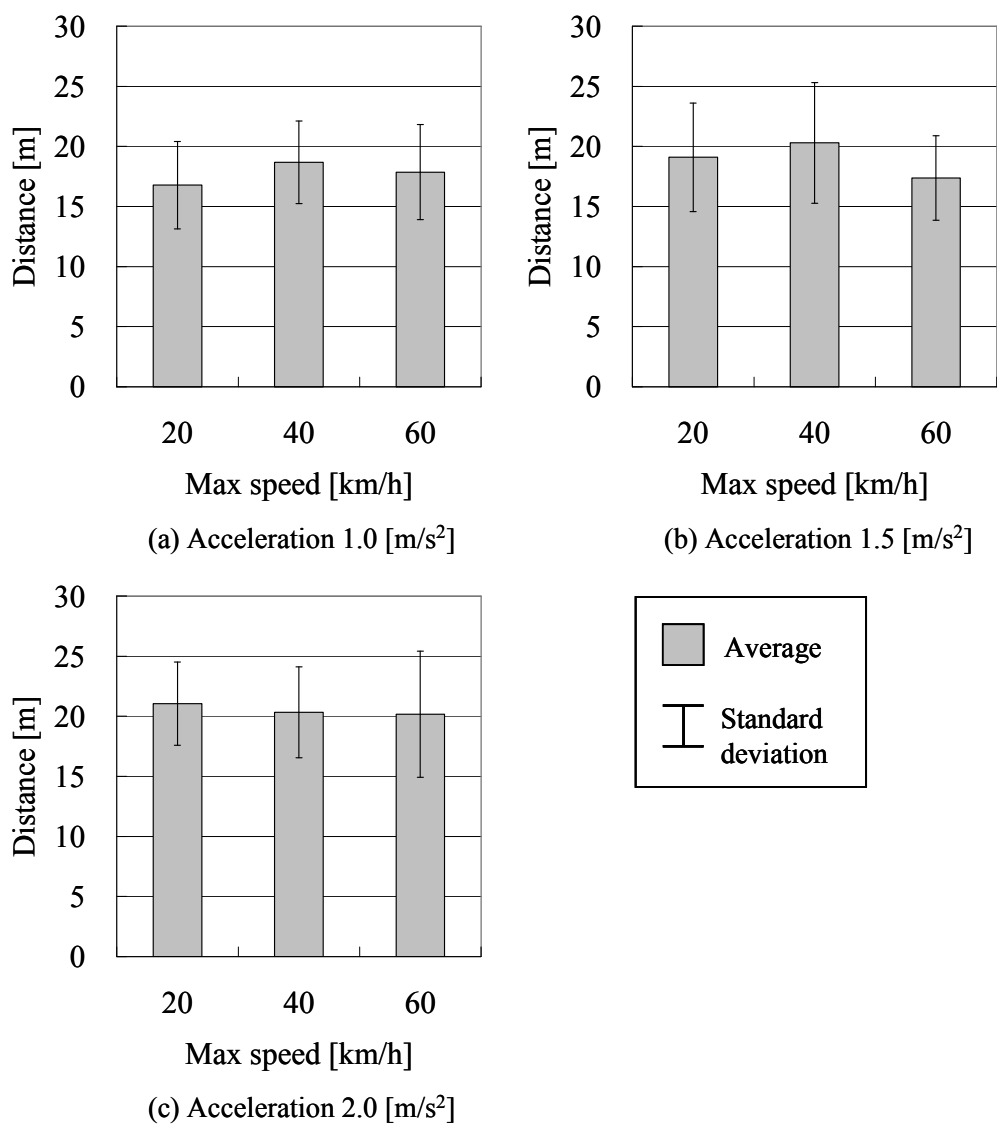 30
25
20
15
10
5
0
Distance [m]
20 40 60
Max speed [km/h]
(a) Acceleration 1.0 [m/s²]
30
25
20
15
10
5
0
Distance [m]
20 40 60
Max speed [km/h]
(b) Acceleration 1.5 [m/s²]
30
25
20
15
10
5
0
Distance [m]
20 40 60
Max speed [km/h]
(c) Acceleration 2.0 [m/s²]
Average
Standard
deviation